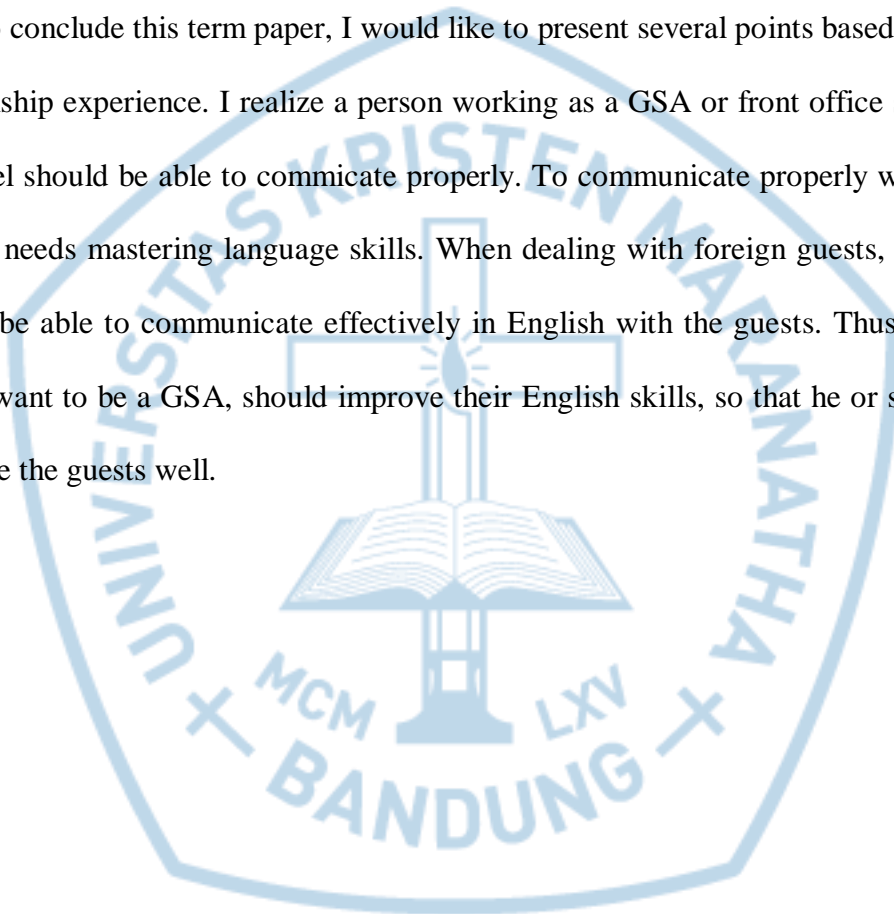 conclude this term paper, I would like to present several points based
nship experience. I realize a person working as a GSA or front office
el should be able to commicate properly. To communicate properly w
needs mastering language skills. When dealing with foreign guests,
be able to communicate effectively in English with the guests. Thus
want to be a GSA, should improve their English skills, so that he or s
e the guests well.
UNIVERSITAS KRISTEN MARANATHA
MCM LXV
BANDUNG